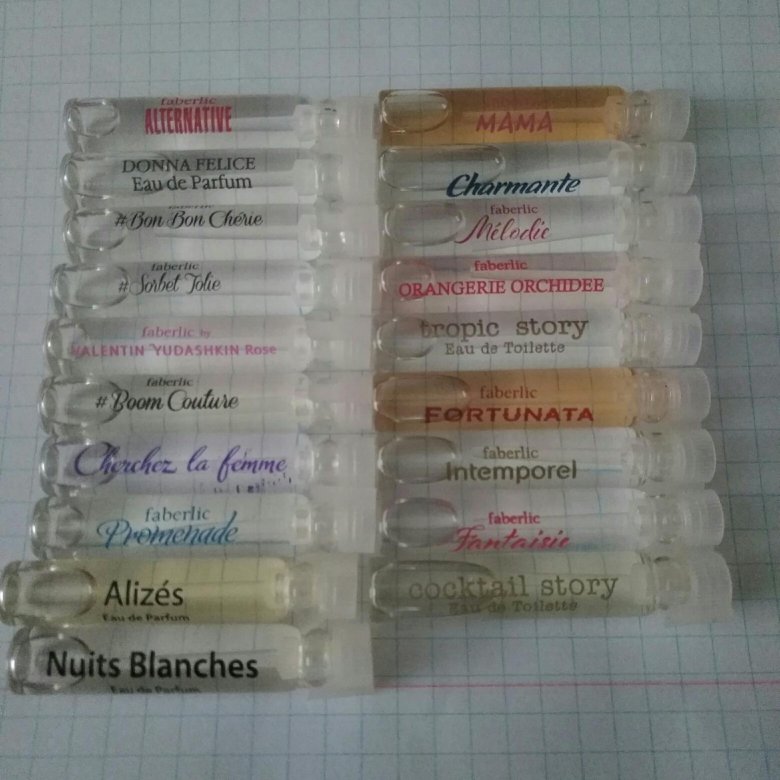 faberlic
ALTERNATIVE
DONNA FELICE
Eau de Parfum
#Bon Bon Chérie
faberlic
#Sorbet Jolie
faberlic by
VALENTIN YUDASHKIN Rose
faberlic
# Boom Couture
Cherchez la femme
faberlic
Promenade
Alizés
Eau de Parfum
Nuits Blanches
Eau de Parfum
MAMA
Charmante
faberlic
Mélodie
faberlic
ORANGERIE ORCHIDEE
tropic story
Eau de Toilette
faberlic
FORTUNATA
faberlic
Intemporel
faberlic
Fantaisie
cocktail story
Eau de Toilette